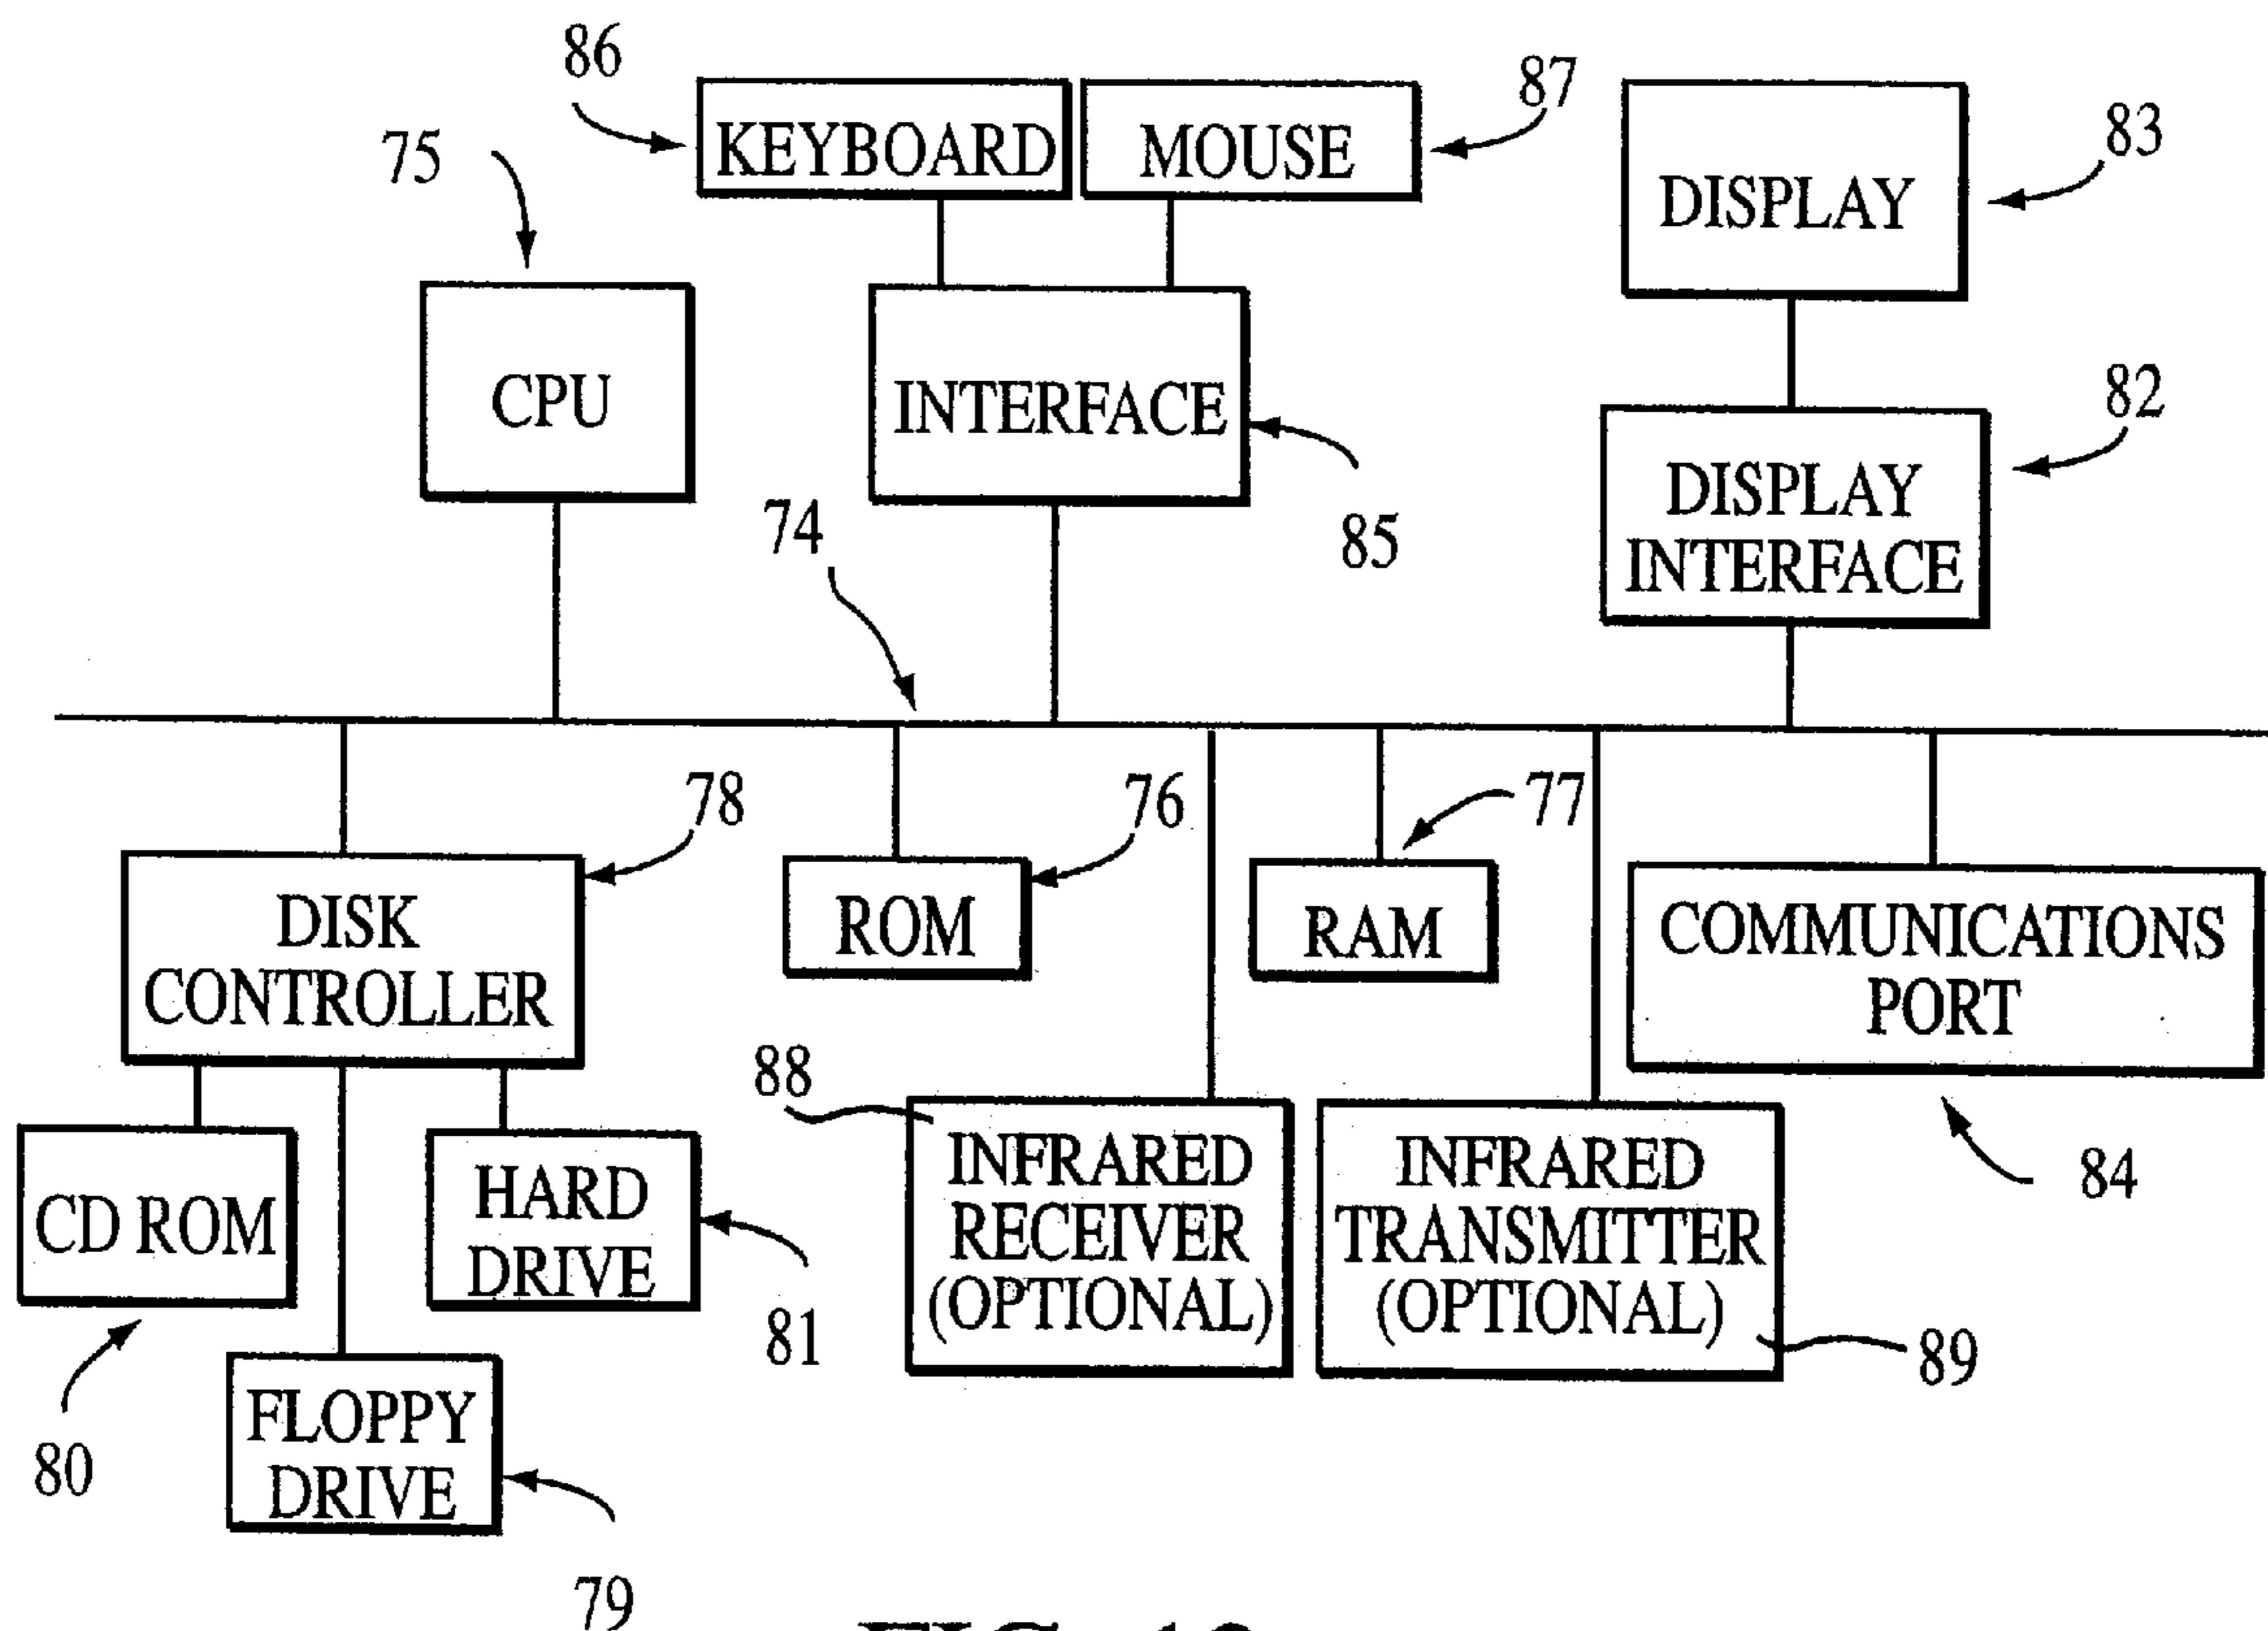 86
KEYBOARD
MOUSE
87
75
83
DISPLAY
CPU
INTERFACE
82
DISPLAY
INTERFACE
74
85
78
76
77
DISK
CONTROLLER
ROM
RAM
COMMUNICATIONS
PORT
88
84
CD ROM
HARD
DRIVE
INFRARED
RECEIVER
(OPTIONAL)
INFRARED
TRANSMITTER
(OPTIONAL)
81
89
80
FLOPPY
DRIVE
79